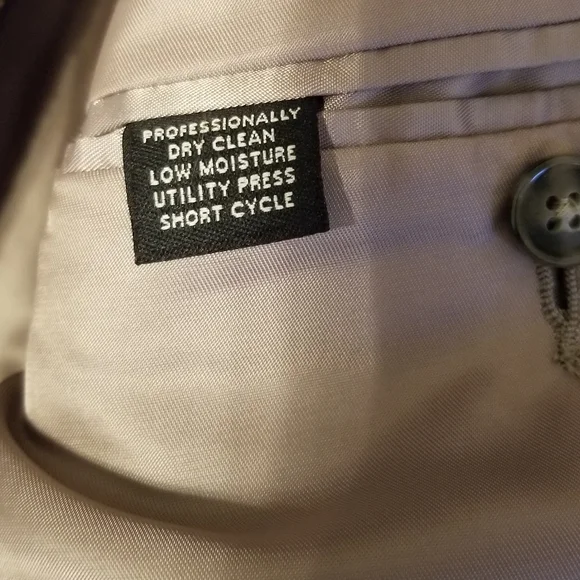 PROFESSIONALLY
DRY CLEAN
LOW MOISTURE
UTILITY PRESS
SHORT CYCLE